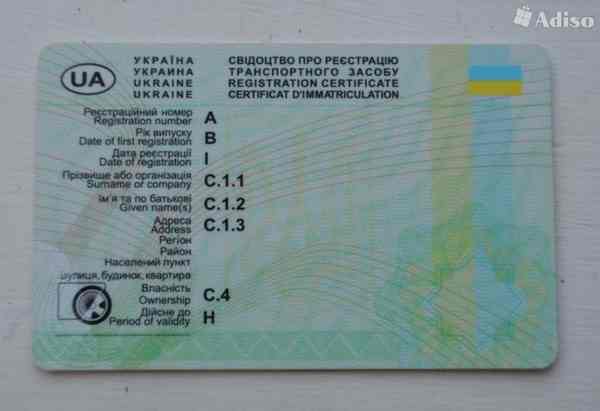 Adiso
UA
УКРАЇНА
УКРАИНА
UKRAINE
UKRAINE
СВІДОЦТВО ПРО РЕЄСТРАЦІЮ
ТРАНСПОРТНОГО ЗАСОБУ
REGISTRATION CERTIFICATE
CERTIFICAT D'IMMATRICULATION
Реєстраційний номер
Registration number A
Рік випуску
Date of first registration B
Дата реєстрації
Date of registration I
Прізвище або організація
Surname or company C.1.1
Ім'я та по батькові
Given name(s) C.1.2
Адреса
Address C.1.3
Регіон
Район
Населений пункт
вулиця, будинок, квартира
Власність
Ownership C.4
Дійсне до
Period of validity H